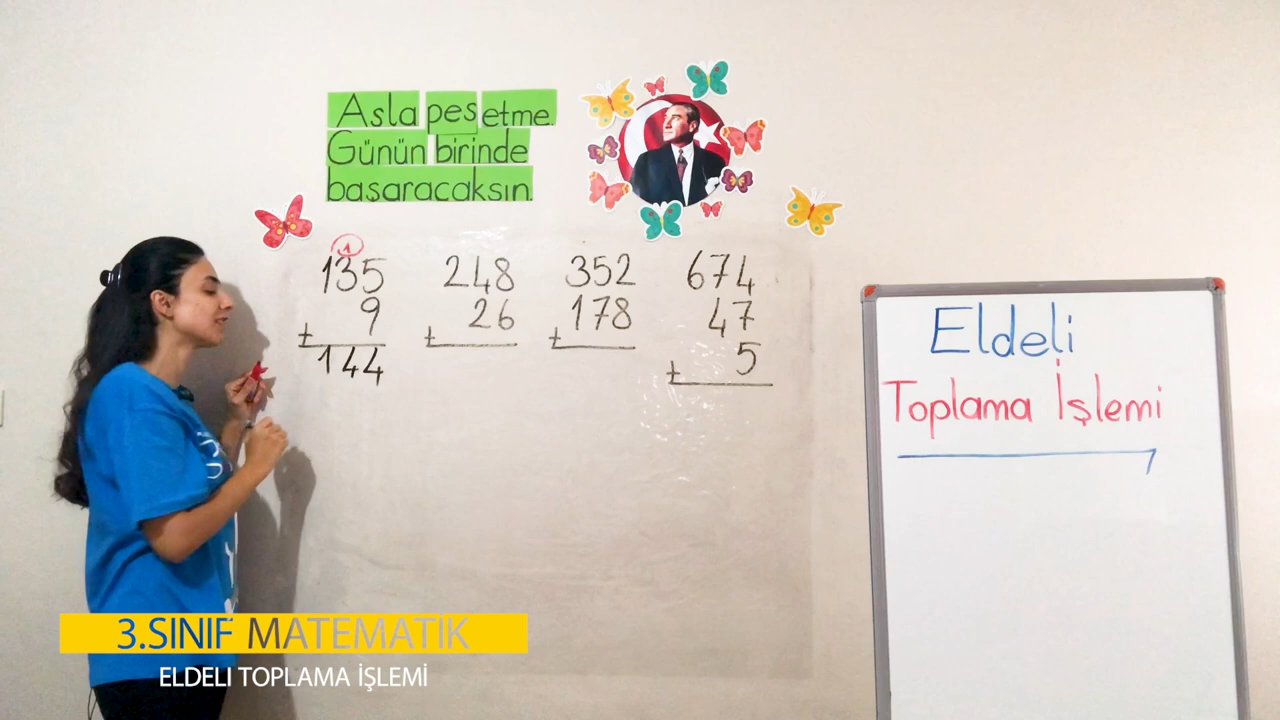 Asla pes etme.
Günün birinde
başaracaksın.
1
135
9
+
144
248
26
+
352
178
+
674
47
5
+
Eldeli
Toplama İşlemi
3.SINIF MATEMATİK
ELDELİ TOPLAMA İŞLEMİ